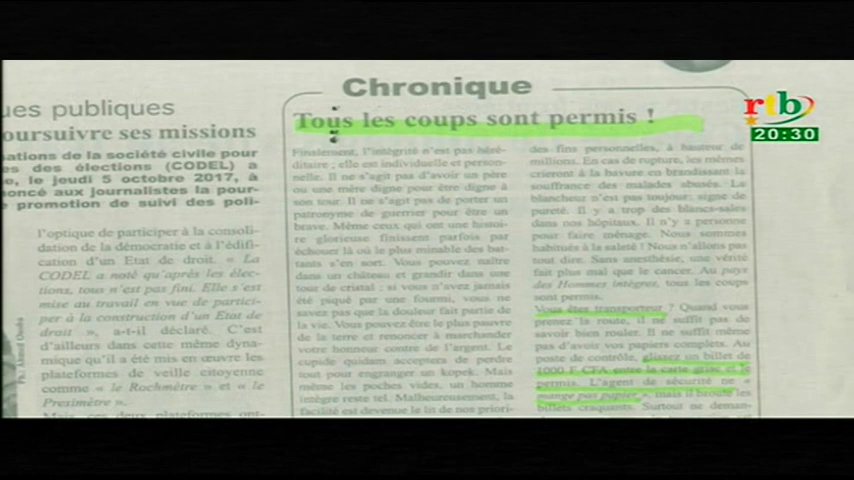 Chronique
ues publiques
oursuivre ses missions
ations de la société civile pour
es des élections (CODEL) a
e, le jeudi 5 octobre 2017, à
noncé aux journalistes la pour-
e promotion de suivi des poli-
l'optique de participer à la consoli-
dation de la démocratie et à l'édifi-
cation d'un Etat de droit. « La
CODEL a noté qu'après les élec-
tions, tous n'est pas fini. Elle s'est
mise au travail en vue de partici-
per à la construction d'un Etat de
droit », a-t-il déclaré. C'est
d'ailleurs dans cette même dyna-
mique qu'il a été mis en œuvre les
plateformes de veille citoyenne
comme « le Rochmètre » et « le
Presimètre ».
Mais, ces deux plateformes ont-
Tous les coups sont permis !
Finalement, l'intégrité n'est pas héré-
ditaire ; elle est individuelle et person-
nelle. Il ne s'agit pas d'avoir un père
ou une mère digne pour être digne à
son tour. Il ne s'agit pas de porter un
patronyme de guerrier pour être un
brave. Même ceux qui ont une histoi-
re glorieuse finissent parfois par
échouer là où le plus minable des bat-
tants s'en sort. Vous pouvez naître
dans un château et grandir dans une
tour de cristal ; si vous n'avez jamais
été piqué par une fourmi, vous ne
savez pas que la douleur fait partie de
la vie. Vous pouvez être le plus pauvre
de la terre et renoncer à marchander
votre honneur contre de l'argent. Le
cupide quidam acceptera de perdre
tout pour engranger un kopek. Mais
même les poches vides, un homme
intègre reste tel. Malheureusement, la
facilité est devenue le lit de nos priori-
des fins personnelles, à hauteur de
millions. En cas de rupture, les mêmes
crieront à la bavure en brandissant la
souffrance des malades abusés. La
blancheur n'est pas toujours signe de
pureté. Il y a trop des blancs-sales
dans nos hôpitaux. Il n'y a personne
pour faire ménage. Nous sommes
habitués à la saleté ! Nous n'allons pas
tout dire. Sans anesthésie, une vérité
fait plus mal que le cancer. Au pays
des Hommes intègres, tous les coups
sont permis.
Vous êtes transporteur ? Quand vous
prenez la route, il ne suffit pas de
savoir bien rouler. Il ne suffit même
pas d'avoir vos papiers complets. Au
poste de contrôle, glissez un billet de
1000 F CFA entre la carte grise et le
permis. L'agent de sécurité ne «
mange pas papier », mais il broute les
billets craquants. Surtout ne deman-
rtb
20:30